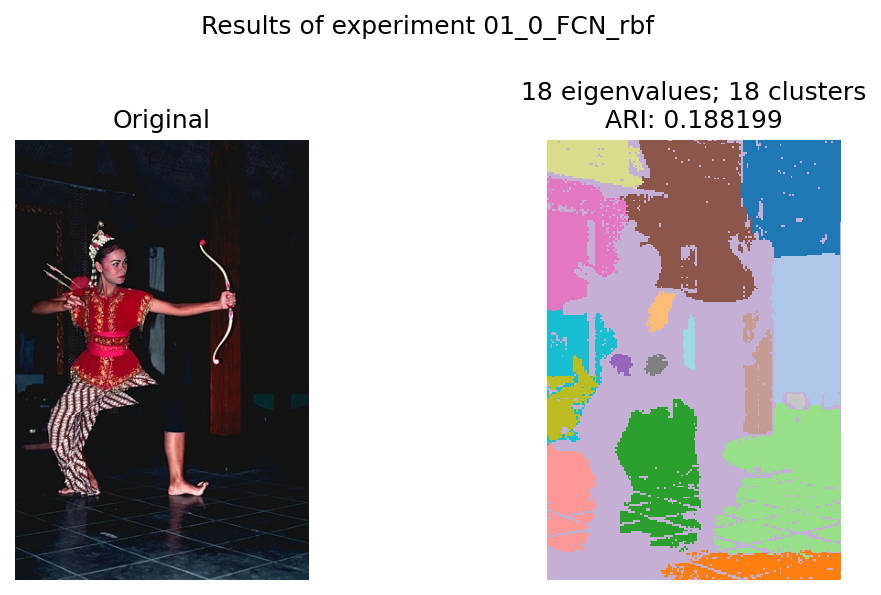 Results of experiment 01_0_FCN_rbf
Original
18 eigenvalues; 18 clusters
ARI: 0.188199